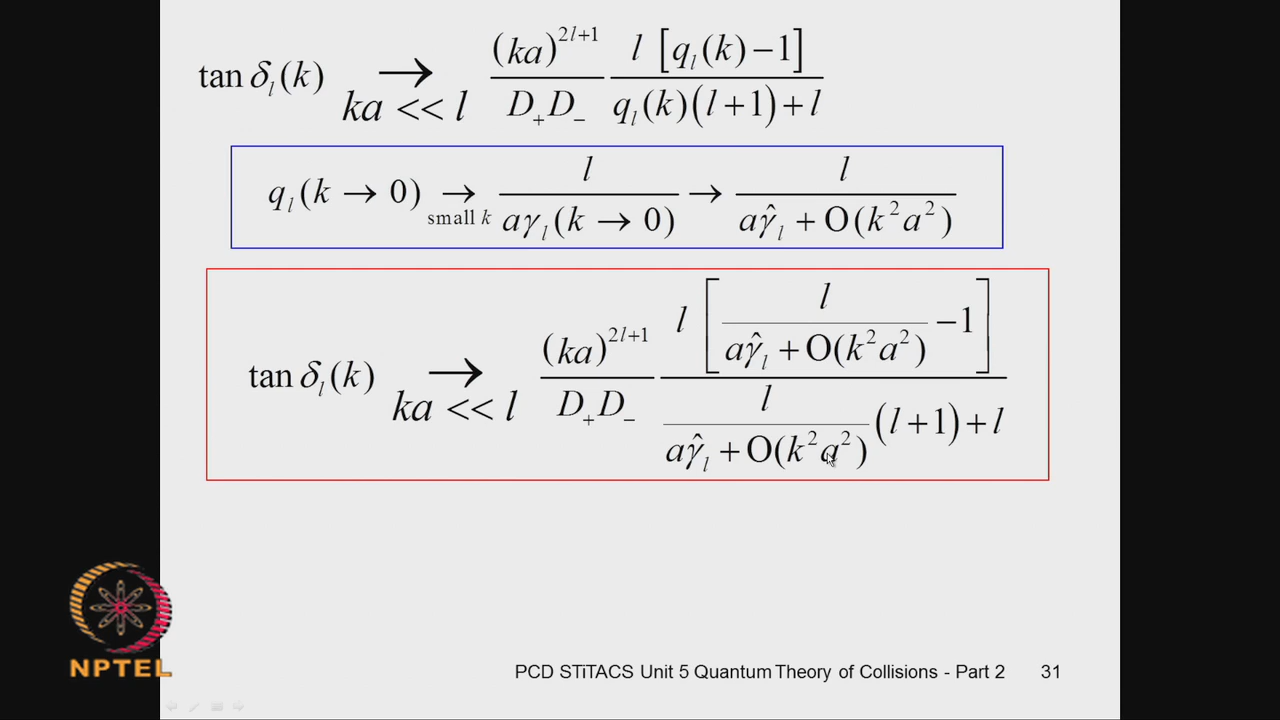 tan δ_l(k) → ka << l (ka)^{2l+1} / D_+D_- l [q_l(k) − 1] / q_l(k)(l+1)+l
q_l(k → 0) → small k l / aγ_l(k → 0) → l / aγ̂_l + O(k²a²)
tan δ_l(k) → ka << l (ka)^{2l+1} / D_+D_- l [ l / aγ̂_l + O(k²a²) − 1 ] / l / aγ̂_l + O(k²a²) (l+1)+l
NPTEL
PCD STiTACS Unit 5 Quantum Theory of Collisions - Part 2 31